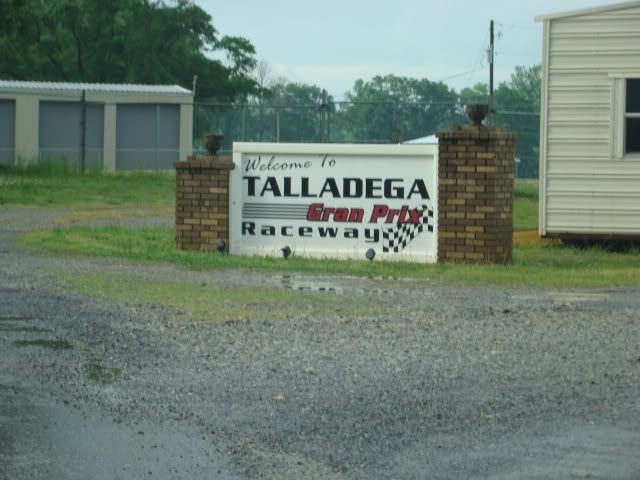 Welcome To
TALLADEGA
Gran Prix
Raceway